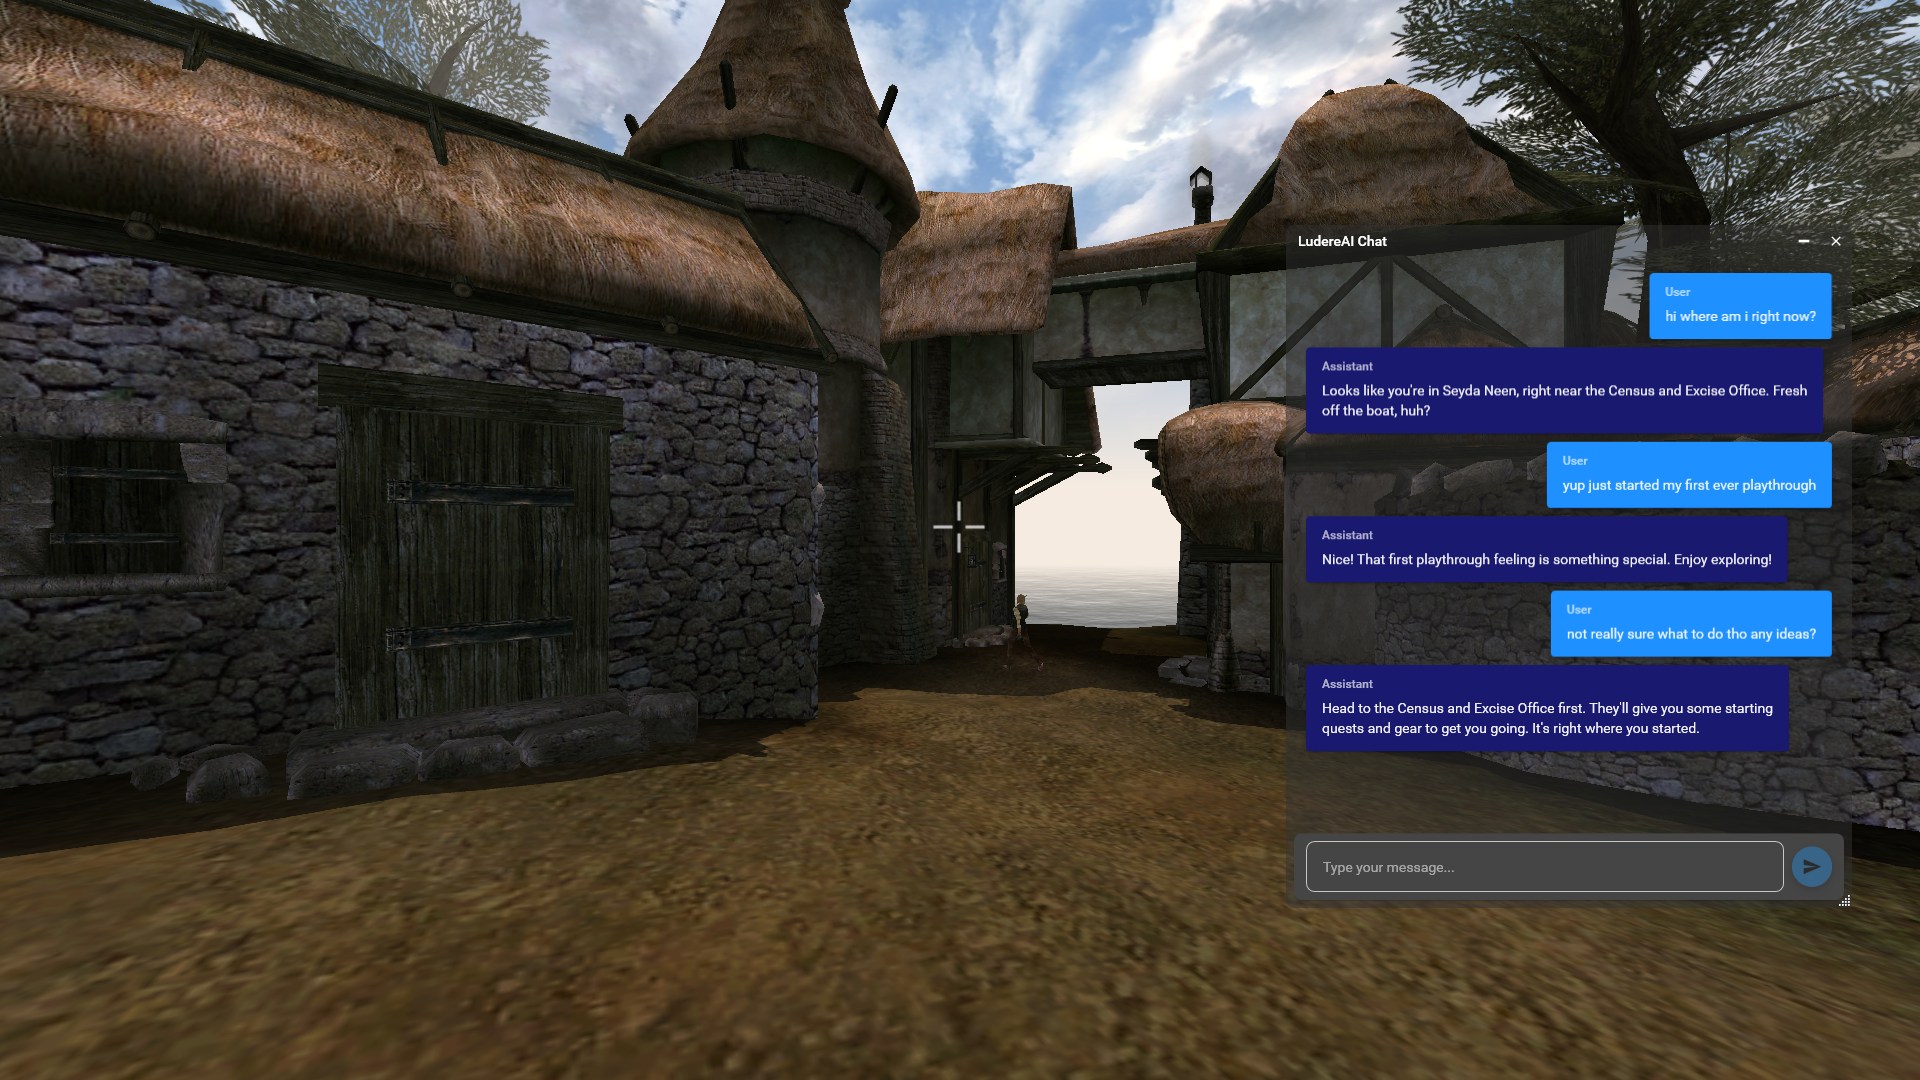 LudereAI Chat
User
hi where am i right now?
Assistant
Looks like you're in Seyda Neen, right near the Census and Excise Office. Fresh
off the boat, huh?
User
yup just started my first ever playthrough
Assistant
Nice! That first playthrough feeling is something special. Enjoy exploring!
User
not really sure what to do tho any ideas?
Assistant
Head to the Census and Excise Office first. They'll give you some starting
quests and gear to get you going. It's right where you started.
Type your message...